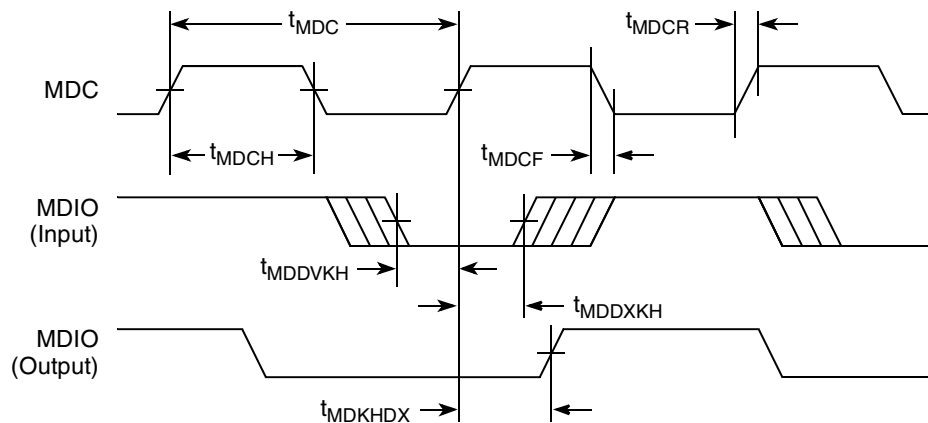 tMDC
tMDCR
MDC
tMDCH
tMDCF
MDIO
(Input)
tMDDVKH
tMDDXKH
MDIO
(Output)
tMDKHDX